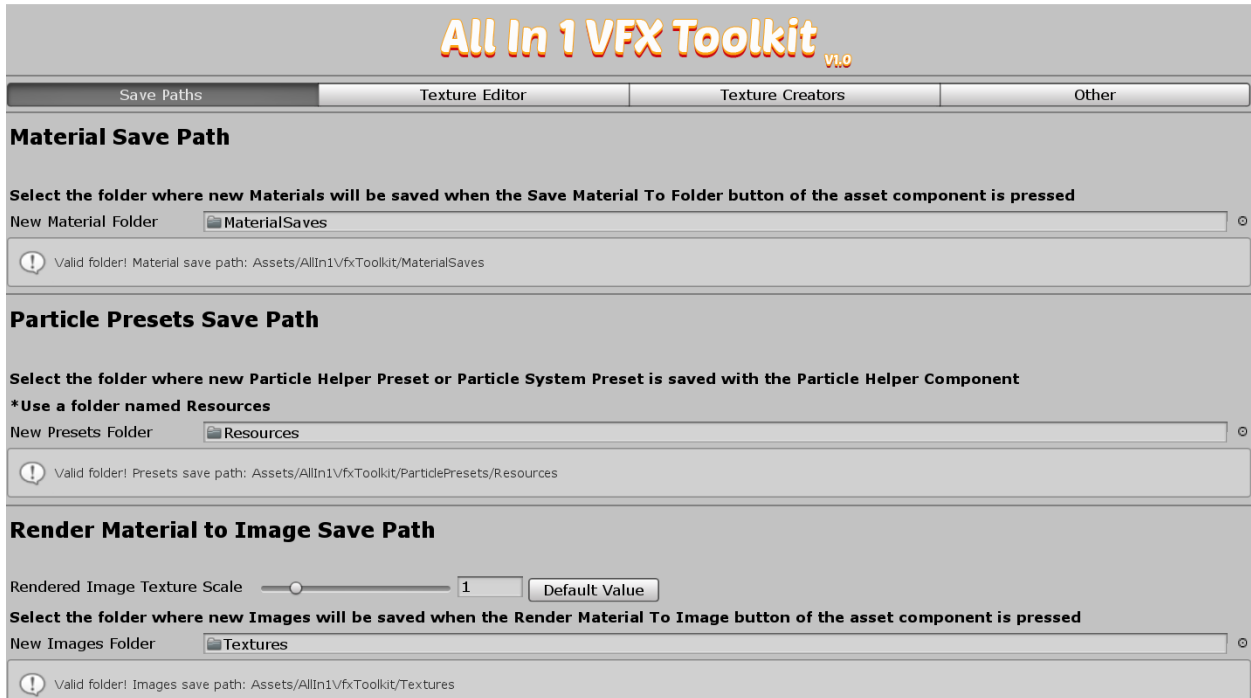 All In 1 VFX Toolkit V1.0
Save Paths Texture Editor Texture Creators Other
Material Save Path
Select the folder where new Materials will be saved when the Save Material To Folder button of the asset component is pressed
New Material Folder MaterialSaves
Valid folder! Material save path: Assets/AllIn1VfxToolkit/MaterialSaves
Particle Presets Save Path
Select the folder where new Particle Helper Preset or Particle System Preset is saved with the Particle Helper Component
*Use a folder named Resources
New Presets Folder Resources
Valid folder! Presets save path: Assets/AllIn1VfxToolkit/ParticlePresets/Resources
Render Material to Image Save Path
Rendered Image Texture Scale 1 Default Value
Select the folder where new Images will be saved when the Render Material To Image button of the asset component is pressed
New Images Folder Textures
Valid folder! Images save path: Assets/AllIn1VfxToolkit/Textures